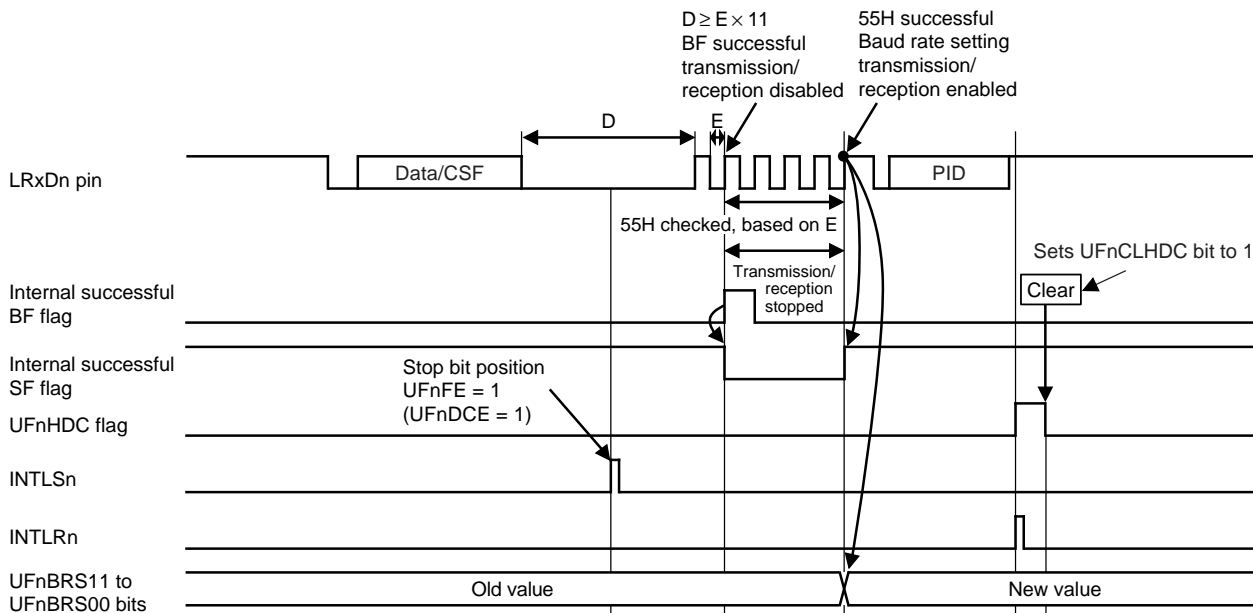 D ≥ E × 11
BF successful
transmission/
reception disabled
55H successful
Baud rate setting
transmission/
reception enabled
D
E
LRxDn pin
Data/CSF
PID
55H checked, based on E
Sets UFnCLHDC bit to 1
Transmission/
reception
stopped
Clear
Internal successful
BF flag
Internal successful
SF flag
Stop bit position
UFnFE = 1
(UFnDCE = 1)
UFnHDC flag
INTLSn
INTLRn
UFnBRS11 to
UFnBRS00 bits
Old value
New value